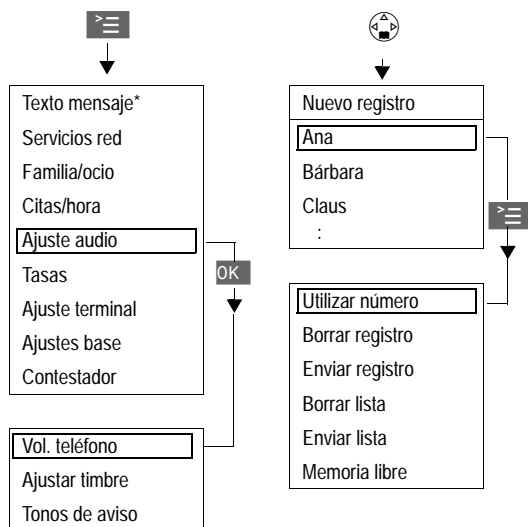 Texto mensaje*
Servicios red
Familia/ocio
Citas/hora
Ajuste audio
Tasas
Ajuste terminal
Ajustes base
Contestador
OK
Vol. teléfono
Ajustar timbre
Tonos de aviso
Nuevo registro
Ana
Bárbara
Claus
:
Utilizar número
Borrar registro
Enviar registro
Borrar lista
Enviar lista
Memoria libre